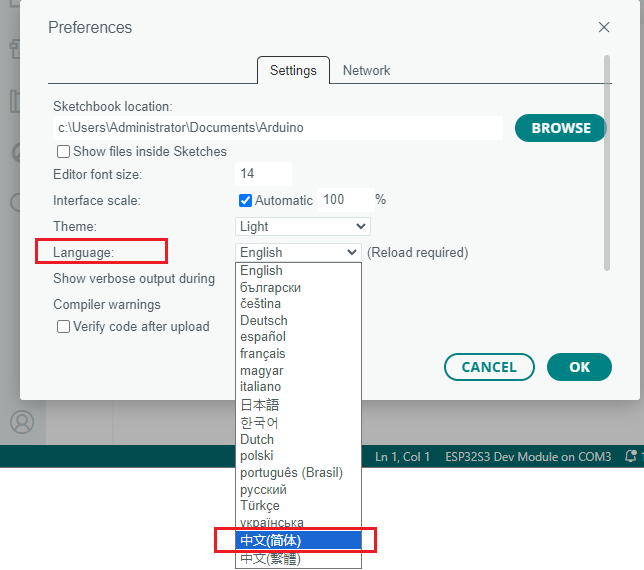 Preferences
Settings Network
Sketchbook location:
c:\Users\Administrator\Documents\Arduino
BROWSE
Show files inside Sketches
Editor font size: 14
Interface scale: Automatic 100 %
Theme: Light
Language: English (Reload required)
Show verbose output during
Compiler warnings
Verify code after upload
English
български
čeština
Deutsch
español
français
magyar
italiano
日本語
한국어
Dutch
polski
português (Brasil)
русский
Türkçe
українська
中文(简体)
中文(繁體)
CANCEL OK
Ln 1, Col 1 ESP32S3 Dev Module on COM3 1